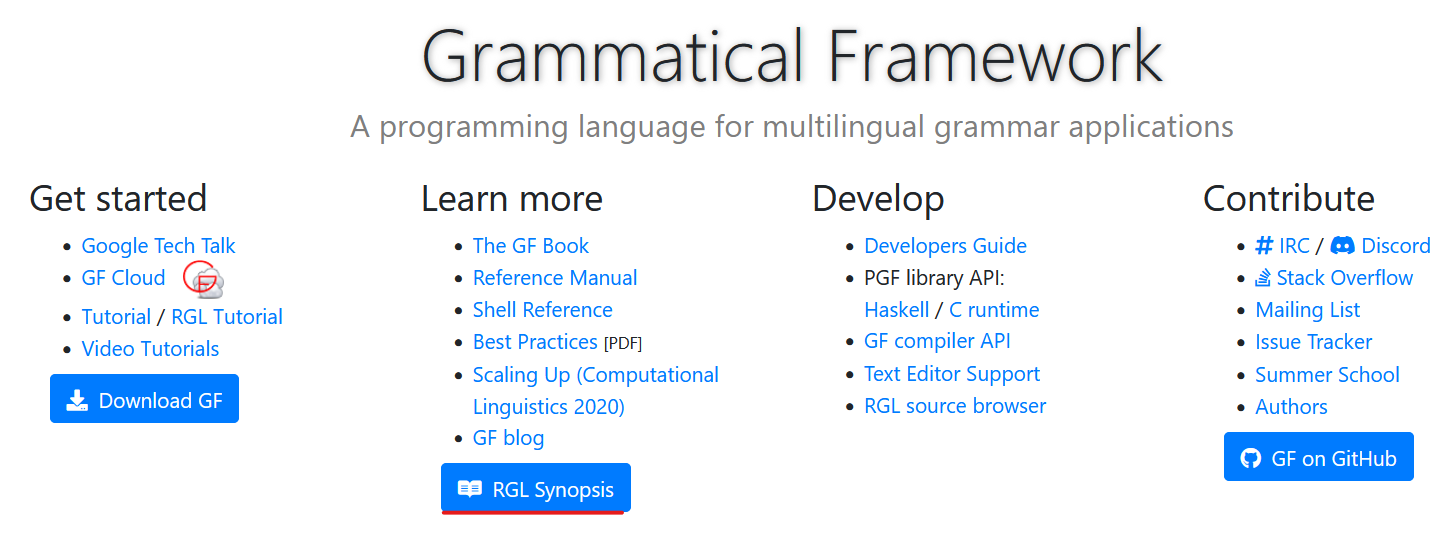 Grammatical Framework
A programming language for multilingual grammar applications
Get started
Google Tech Talk
GF Cloud
Tutorial / RGL Tutorial
Video Tutorials
Download GF
Learn more
The GF Book
Reference Manual
Shell Reference
Best Practices [PDF]
Scaling Up (Computational
Linguistics 2020)
GF blog
RGL Synopsis
Develop
Developers Guide
PGF library API:
Haskell / C runtime
GF compiler API
Text Editor Support
RGL source browser
Contribute
# IRC / Discord
Stack Overflow
Mailing List
Issue Tracker
Summer School
Authors
GF on GitHub